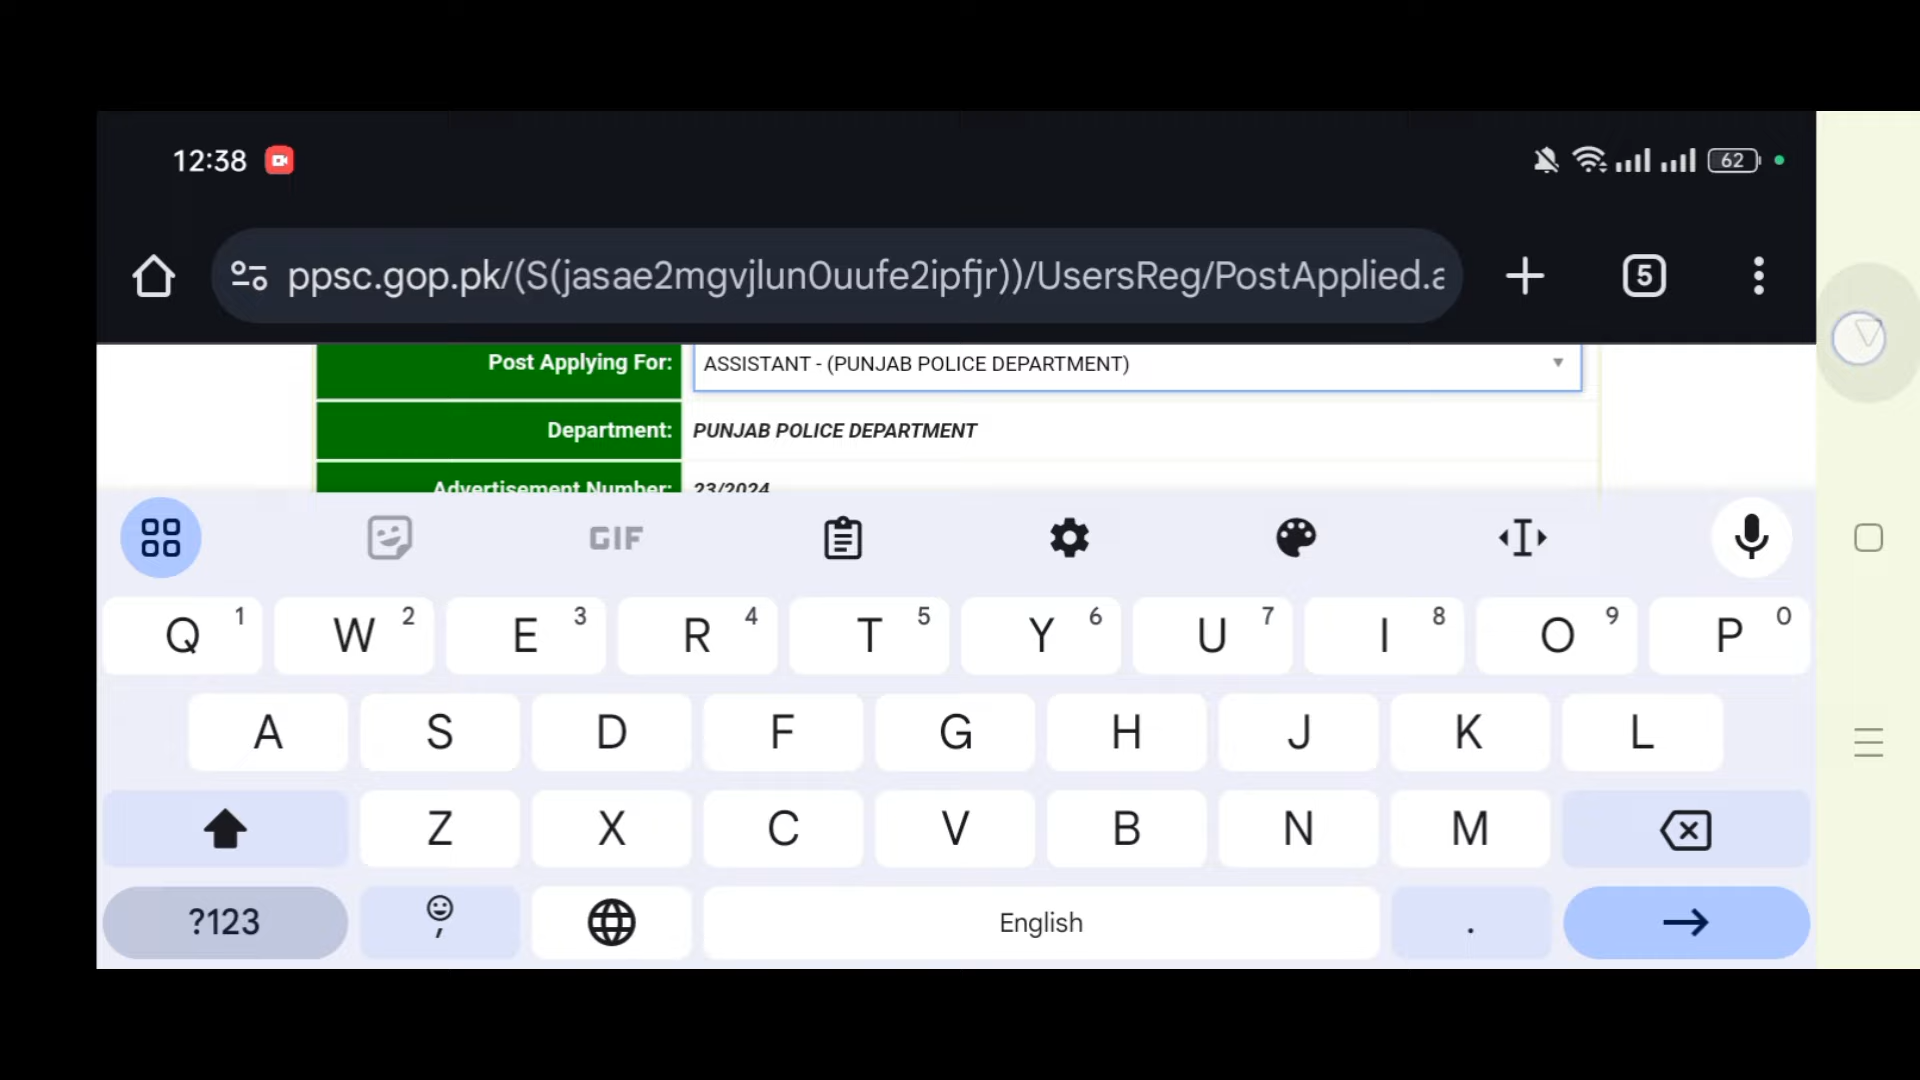 12:38
62
ppsc.gop.pk/(S(jasae2mgvjlun0uufe2ipfjr))/UsersReg/PostApplied.a
5
Post Applying For: ASSISTANT - (PUNJAB POLICE DEPARTMENT)
Department: PUNJAB POLICE DEPARTMENT
Advertisement Number: 23/2024
GIF
Q 1 W 2 E 3 R 4 T 5 Y 6 U 7 I 8 O 9 P 0
A S D F G H J K L
Z X C V B N M
?123 , English .